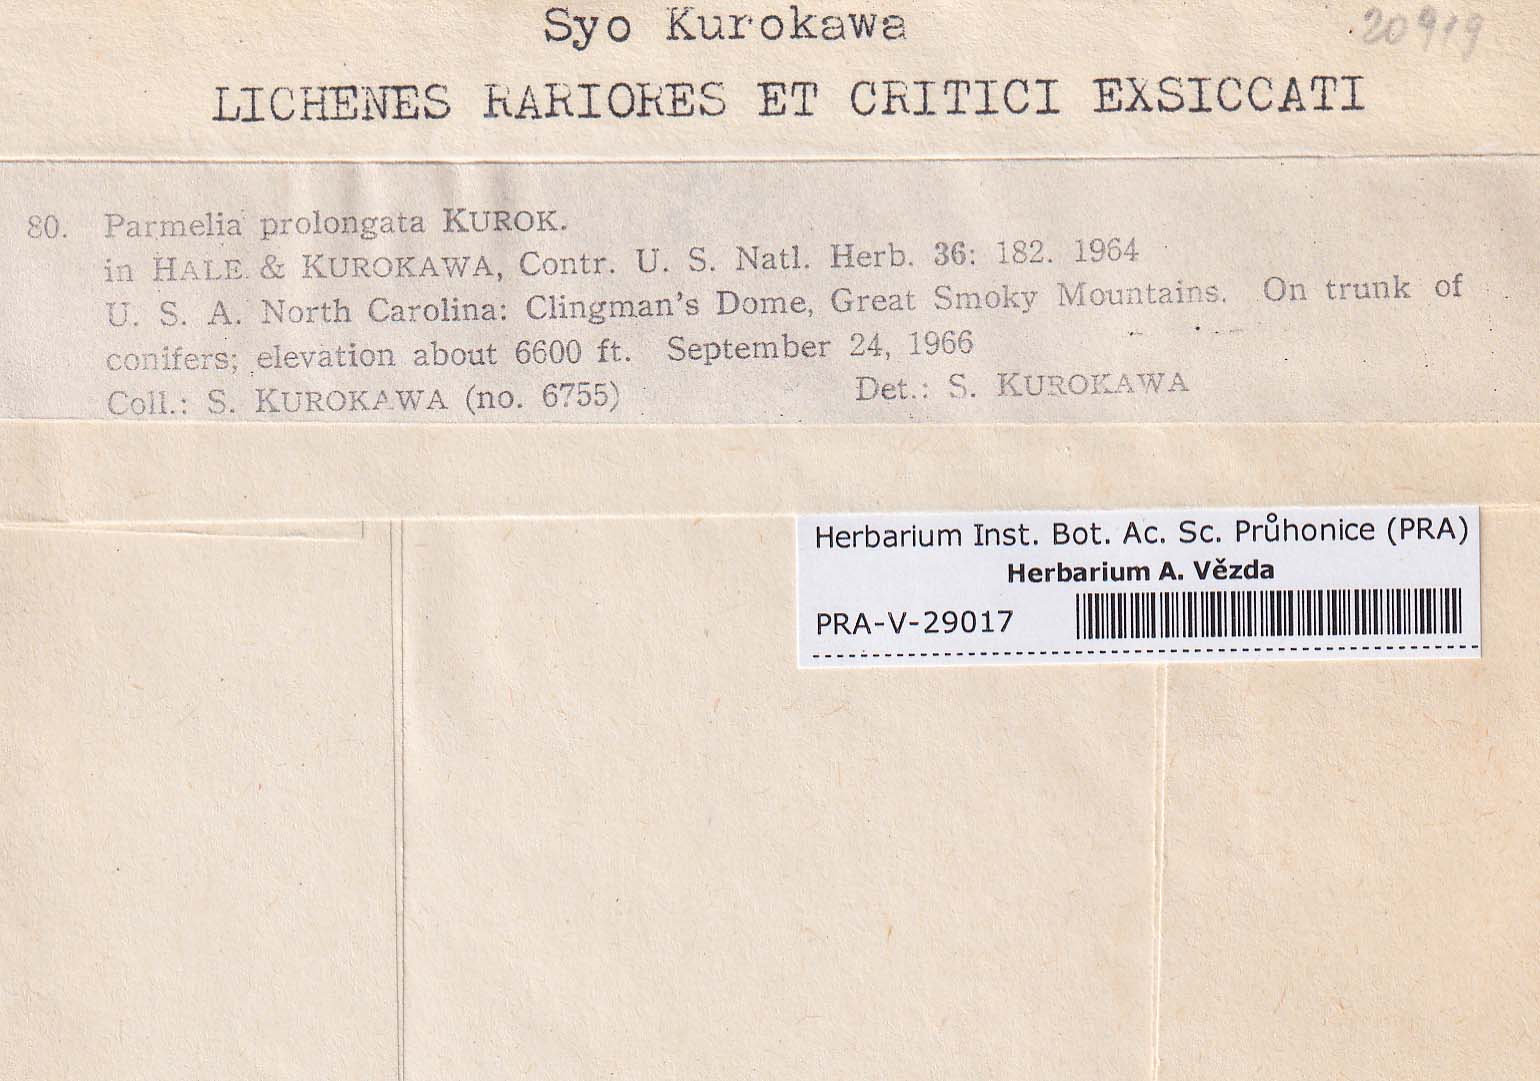 Syo Kurokawa
20919
LICHENES RARIORES ET CRITICI EXSICCATI
80. Parmelia prolongata KUROK.
in HALE & KUROKAWA, Contr. U. S. Natl. Herb. 36: 182. 1964
U. S. A. North Carolina: Clingman's Dome, Great Smoky Mountains. On trunk of
conifers; elevation about 6600 ft. September 24, 1966
Coll.: S. KUROKAWA (no. 6755) Det.: S. KUROKAWA
Herbarium Inst. Bot. Ac. Sc. Průhonice (PRA)
Herbarium A. Vězda
PRA-V-29017